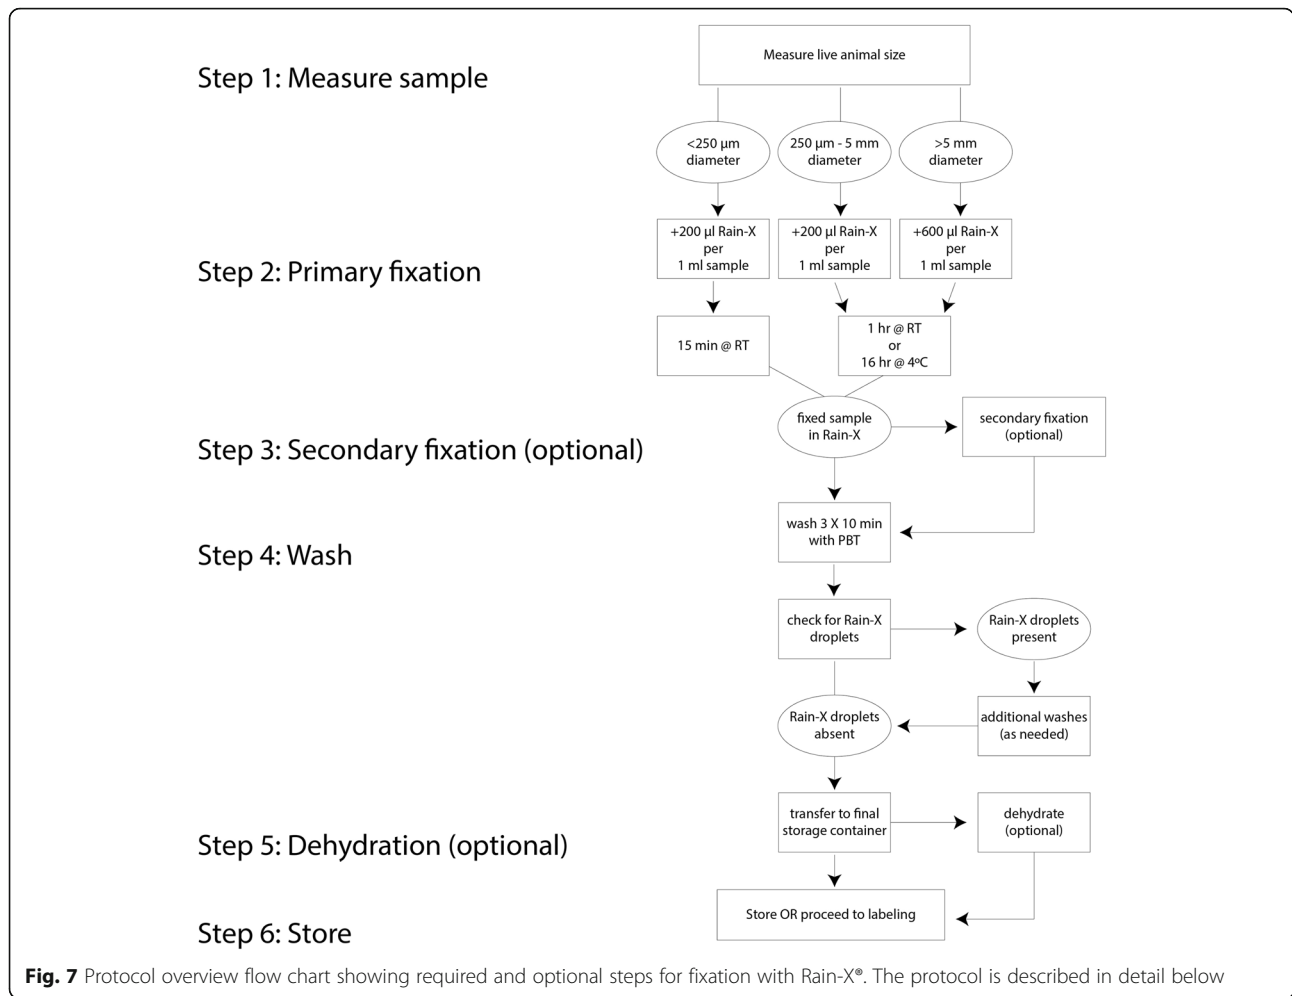 Measure live animal size
Step 1: Measure sample
<250 µm
diameter
250 µm - 5 mm
diameter
>5 mm
diameter
+200 µl Rain-X
per
1 ml sample
+200 µl Rain-X
per
1 ml sample
+600 µl Rain-X
per
1 ml sample
Step 2: Primary fixation
15 min @ RT
1 hr @ RT
or
16 hr @ 4ºC
fixed sample
in Rain-X
secondary fixation
(optional)
Step 3: Secondary fixation (optional)
wash 3 X 10 min
with PBT
Step 4: Wash
check for Rain-X
droplets
Rain-X droplets
present
Rain-X droplets
absent
additional washes
(as needed)
transfer to final
storage container
dehydrate
(optional)
Step 5: Dehydration (optional)
Store OR proceed to labeling
Step 6: Store
Fig. 7 Protocol overview flow chart showing required and optional steps for fixation with Rain-X®. The protocol is described in detail below